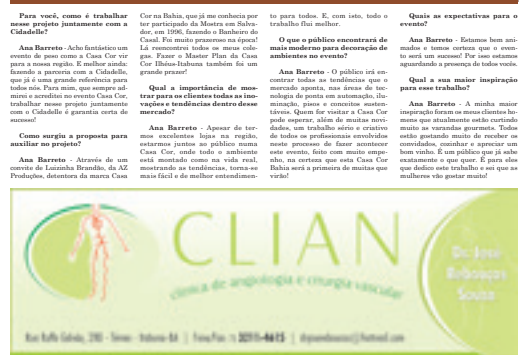 Para você, como é trabalhar
nesse projeto juntamente com a
Cidadelle?
Ana Barreto - Acho fantástico um
evento de peso como a Casa Cor vir
para a nossa região. E melhor ainda:
fazendo a parceria com a Cidadelle,
que já é uma grande referência para
todos nós. Para mim, que sempre ad-
mirei e acreditei no evento Casa Cor,
trabalhar nesse projeto juntamente
com o Cidadelle é garantia certa de
sucesso!
Como surgiu a proposta para
auxiliar no projeto?
Ana Barreto - Através de um
convite de Luizinha Brandão, da AZ
Produções, detentora da marca Casa
Cor na Bahia, que já me conhecia por
ter participado da Mostra em Salva-
dor, em 1996, fazendo o Banheiro do
Casal. Foi muito prazeroso na época!
Lá reencontrei todos os meus cole-
gas. Fazer o Master Plan da Casa
Cor Ilhéus-Itabuna também foi um
grande prazer!
Qual a importância de mos-
trar para os clientes todas as ino-
vações e tendências dentro desse
mercado?
Ana Barreto - Apesar de ter-
mos excelentes lojas na região,
estarmos juntos ao público numa
Casa Cor, onde todo o ambiente
está montado como na vida real,
mostrando as tendências, torna-se
mais fácil e de melhor entendimen-
to para todos. E, com isto, todo o
trabalho flui melhor.
O que o público encontrará de
mais moderno para decoração de
ambientes no evento?
Ana Barreto - O público irá en-
contrar todas as tendências que o
mercado aponta, nas áreas de tec-
nologia de ponta em automação, ilu-
minação, pisos e conceitos susten-
táveis. Quem for visitar a Casa Cor
pode esperar, além de muitas novi-
dades, um trabalho sério e criativo
de todos os profissionais envolvidos
neste processo de fazer acontecer
este evento, feito com muito empe-
nho, na certeza que esta Casa Cor
Bahia será a primeira de muitas que
virão!
Quais as expectativas para o
evento?
Ana Barreto - Estamos bem ani-
mados e temos certeza que o even-
to será um sucesso! Por isso estamos
aguardando a presença de todos vocês.
Qual a sua maior inspiração
para esse trabalho?
Ana Barreto - A minha maior
inspiração foram os meus clientes ho-
mens que atualmente estão curtindo
muito as varandas gourmets. Todos
estão gostando muito de receber os
convidados, cozinhar e apreciar um
bom vinho. É um público que já sabe
exatamente o que quer. É para eles
que dedico este trabalho e sei que as
mulheres vão gostar muito!
CLIAN
clínica de angiologia e cirurgia vascular
Dr. José
Rebouças
Souza